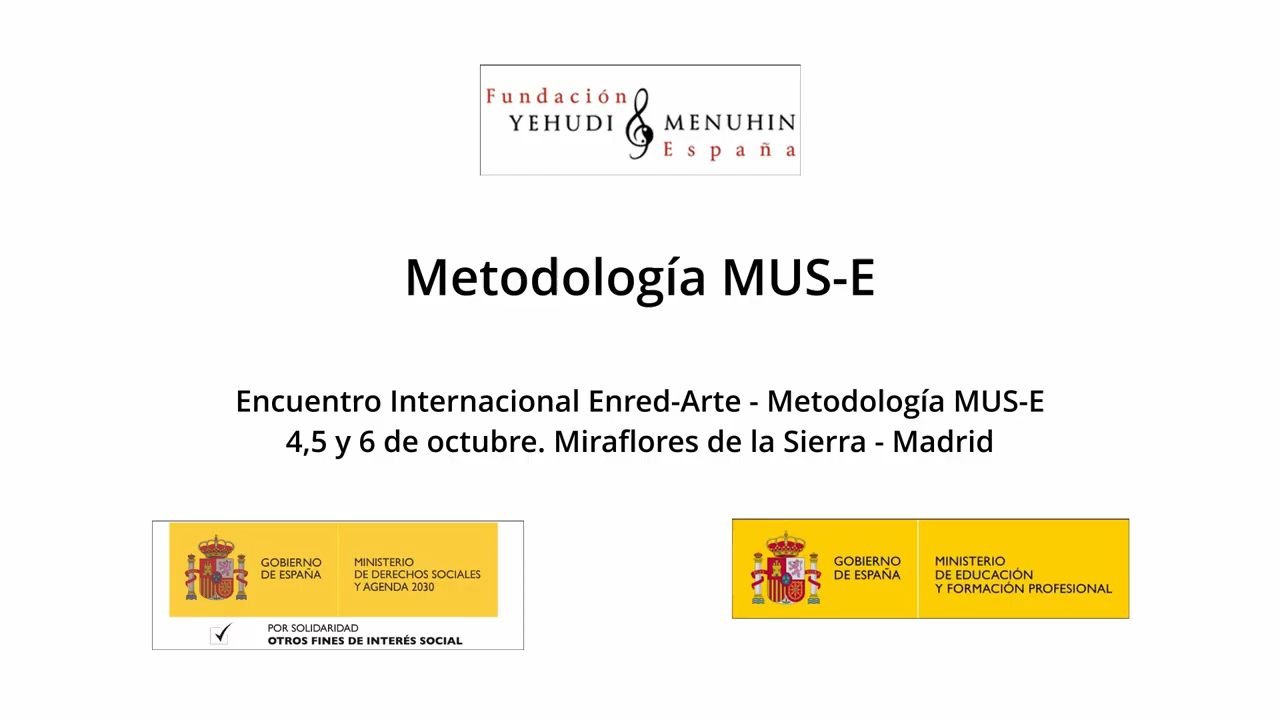 Fundación
YEHUDI MENUHIN
España
Metodología MUS-E
Encuentro Internacional Enred-Arte - Metodología MUS-E
4,5 y 6 de octubre. Miraflores de la Sierra - Madrid
GOBIERNO
DE ESPAÑA
MINISTERIO
DE DERECHOS SOCIALES
Y AGENDA 2030
POR SOLIDARIDAD
OTROS FINES DE INTERÉS SOCIAL
GOBIERNO
DE ESPAÑA
MINISTERIO
DE EDUCACIÓN
Y FORMACIÓN PROFESIONAL